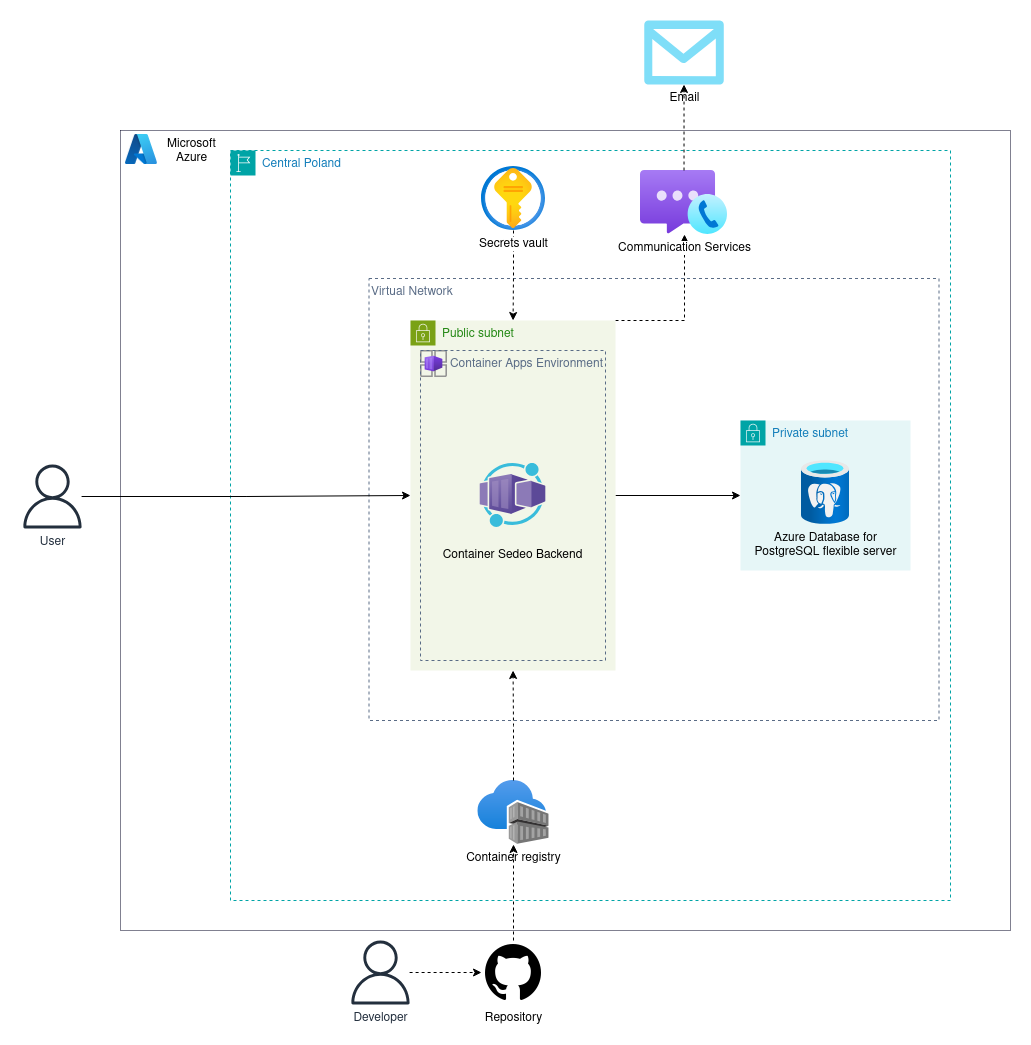 Email
Microsoft
Azure
Central Poland
Secrets vault
Communication Services
Virtual Network
Public subnet
Container Apps Environment
Private subnet
User
Container Sedeo Backend
Azure Database for
PostgreSQL flexible server
Container registry
Developer
Repository